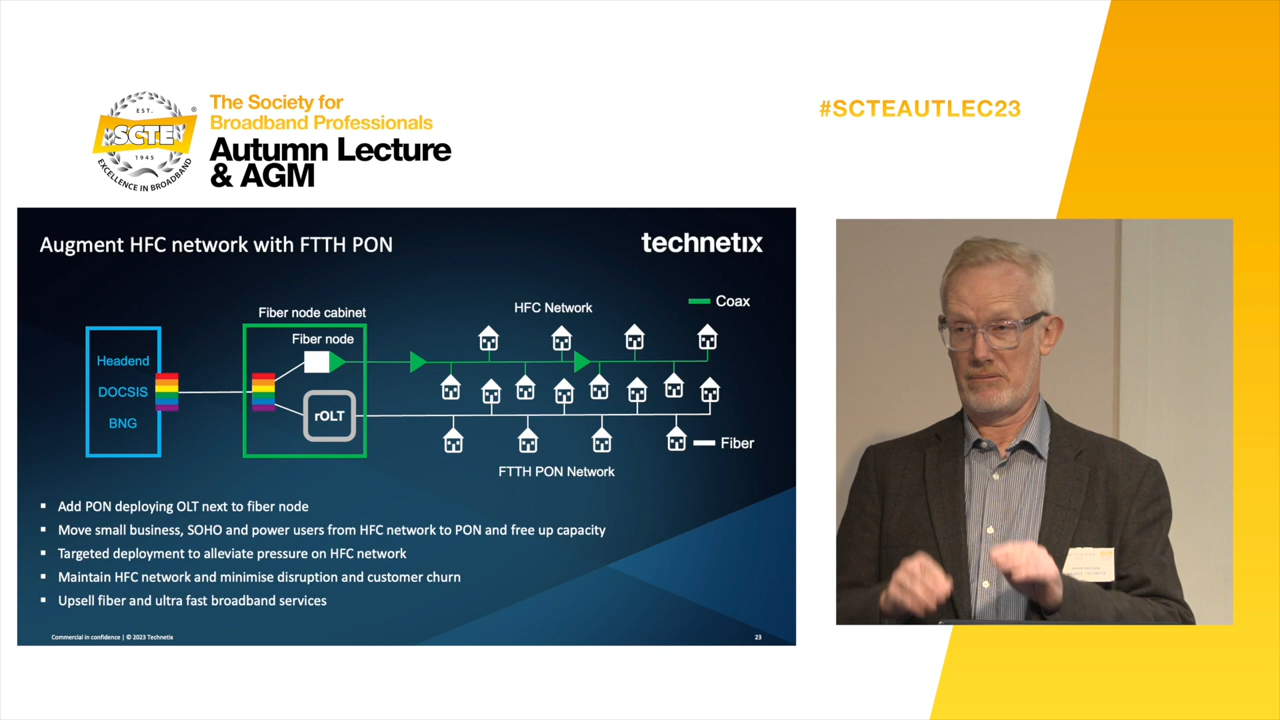 The Society for
Broadband Professionals
Autumn Lecture
& AGM
EST.
®
SCTE
1945
EXCELLENCE IN BROADBAND
#SCTEAUTLEC23
Augment HFC network with FTTH PON
technetix
Fiber node cabinet
HFC Network
Coax
Fiber node
Headend
DOCSIS
BNG
rOLT
Fiber
FTTH PON Network
▪ Add PON deploying OLT next to fiber node
▪ Move small business, SOHO and power users from HFC network to PON and free up capacity
▪ Targeted deployment to alleviate pressure on HFC network
▪ Maintain HFC network and minimise disruption and customer churn
▪ Upsell fiber and ultra fast broadband services
Commercial in confidence | © 2023 Technetix
23